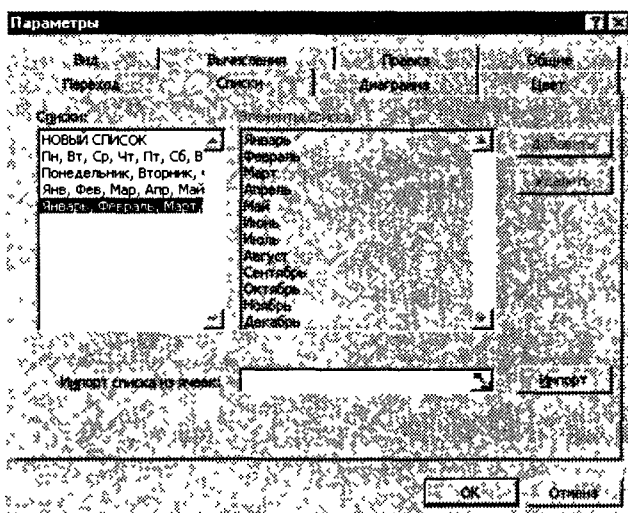 Параметры
Вид Вычисления Правка Общие
Переход Списки Диаграмма Цвет
Списки: Элементы списка:
НОВЫЙ СПИСОК
Пн, Вт, Ср, Чт, Пт, Сб, В
Понедельник, Вторник, ч
Янв, Фев, Мар, Апр, Май
Январь, Февраль, Март,
Январь
Февраль
Март
Апрель
Май
Июнь
Июль
Август
Сентябрь
Октябрь
Ноябрь
Декабрь
Добавить
Удалить
Импорт списка из ячеек:
Импорт
OK Отмена